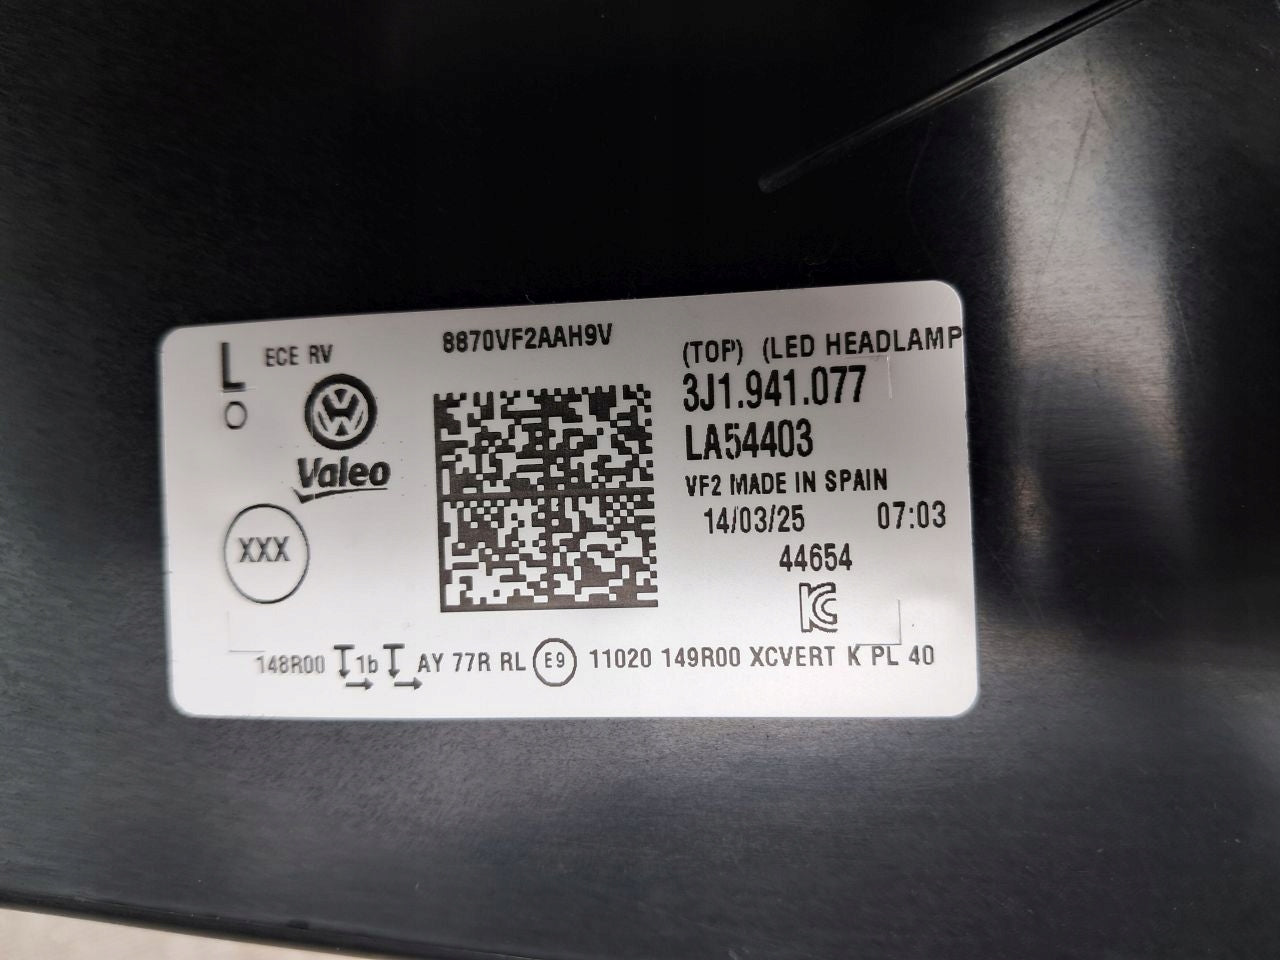 L
O
ECE RV
Valeo
XXX
8870VF2AAH9V
(TOP) (LED HEADLAMP
3J1.941.077
LA54403
VF2 MADE IN SPAIN
14/03/25 07:03
44654
148R00 1b AY 77R RL E9 11020 149R00 XCVERT K PL 40